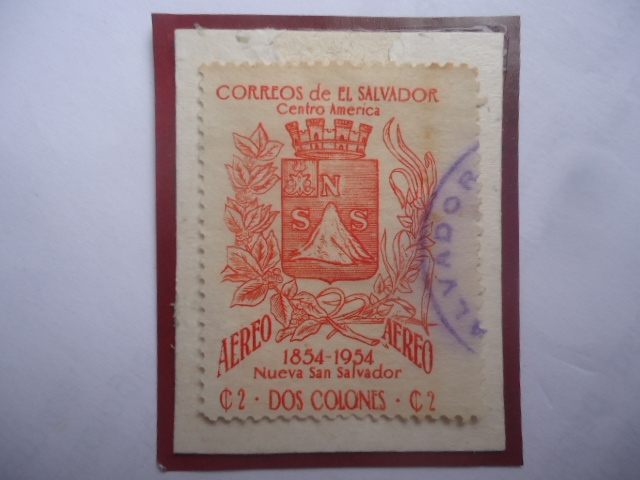 CORREOS de EL SALVADOR
Centro America
N
S S
AEREO AEREO
1854-1954
Nueva San Salvador
₡2 · DOS COLONES · ₡2
ALVADOR